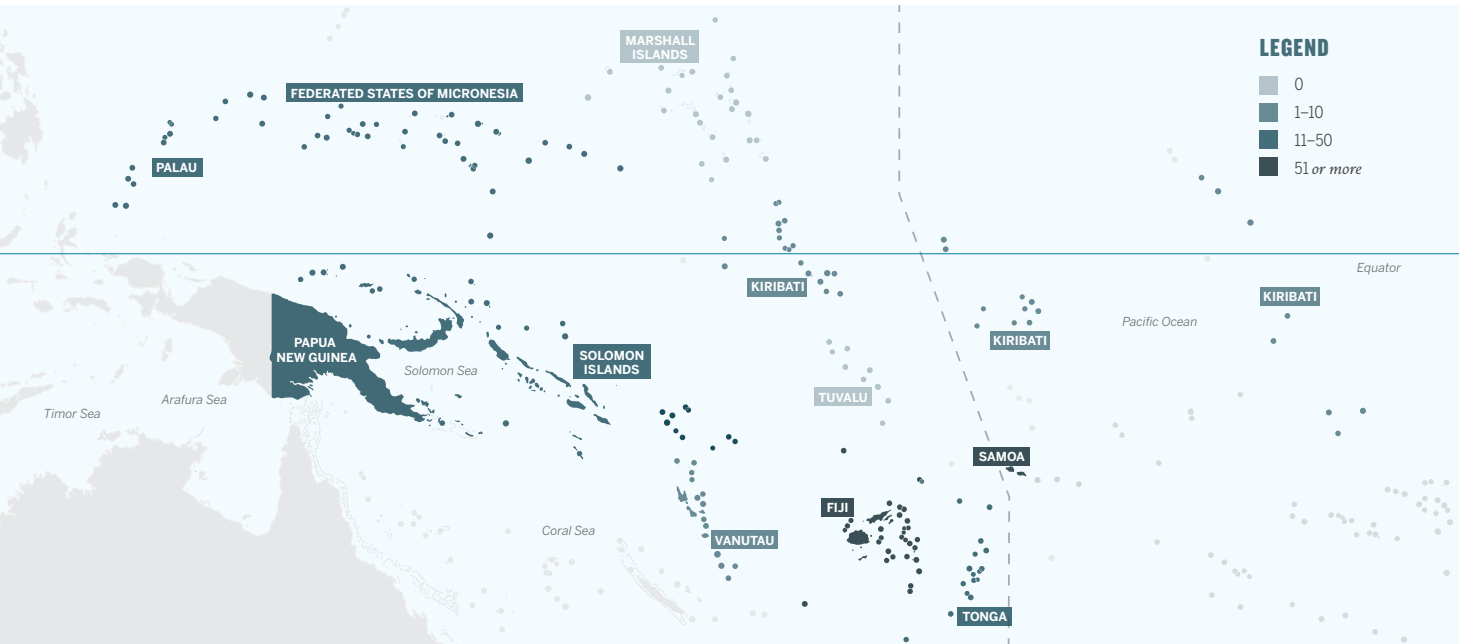 MARSHALL
ISLANDS
LEGEND
0
1–10
11–50
51 or more
FEDERATED STATES OF MICRONESIA
PALAU
Equator
KIRIBATI
KIRIBATI
Pacific Ocean
KIRIBATI
PAPUA
NEW GUINEA
SOLOMON
ISLANDS
Solomon Sea
TUVALU
Arafura Sea
Timor Sea
SAMOA
FIJI
Coral Sea
VANUTAU
TONGA